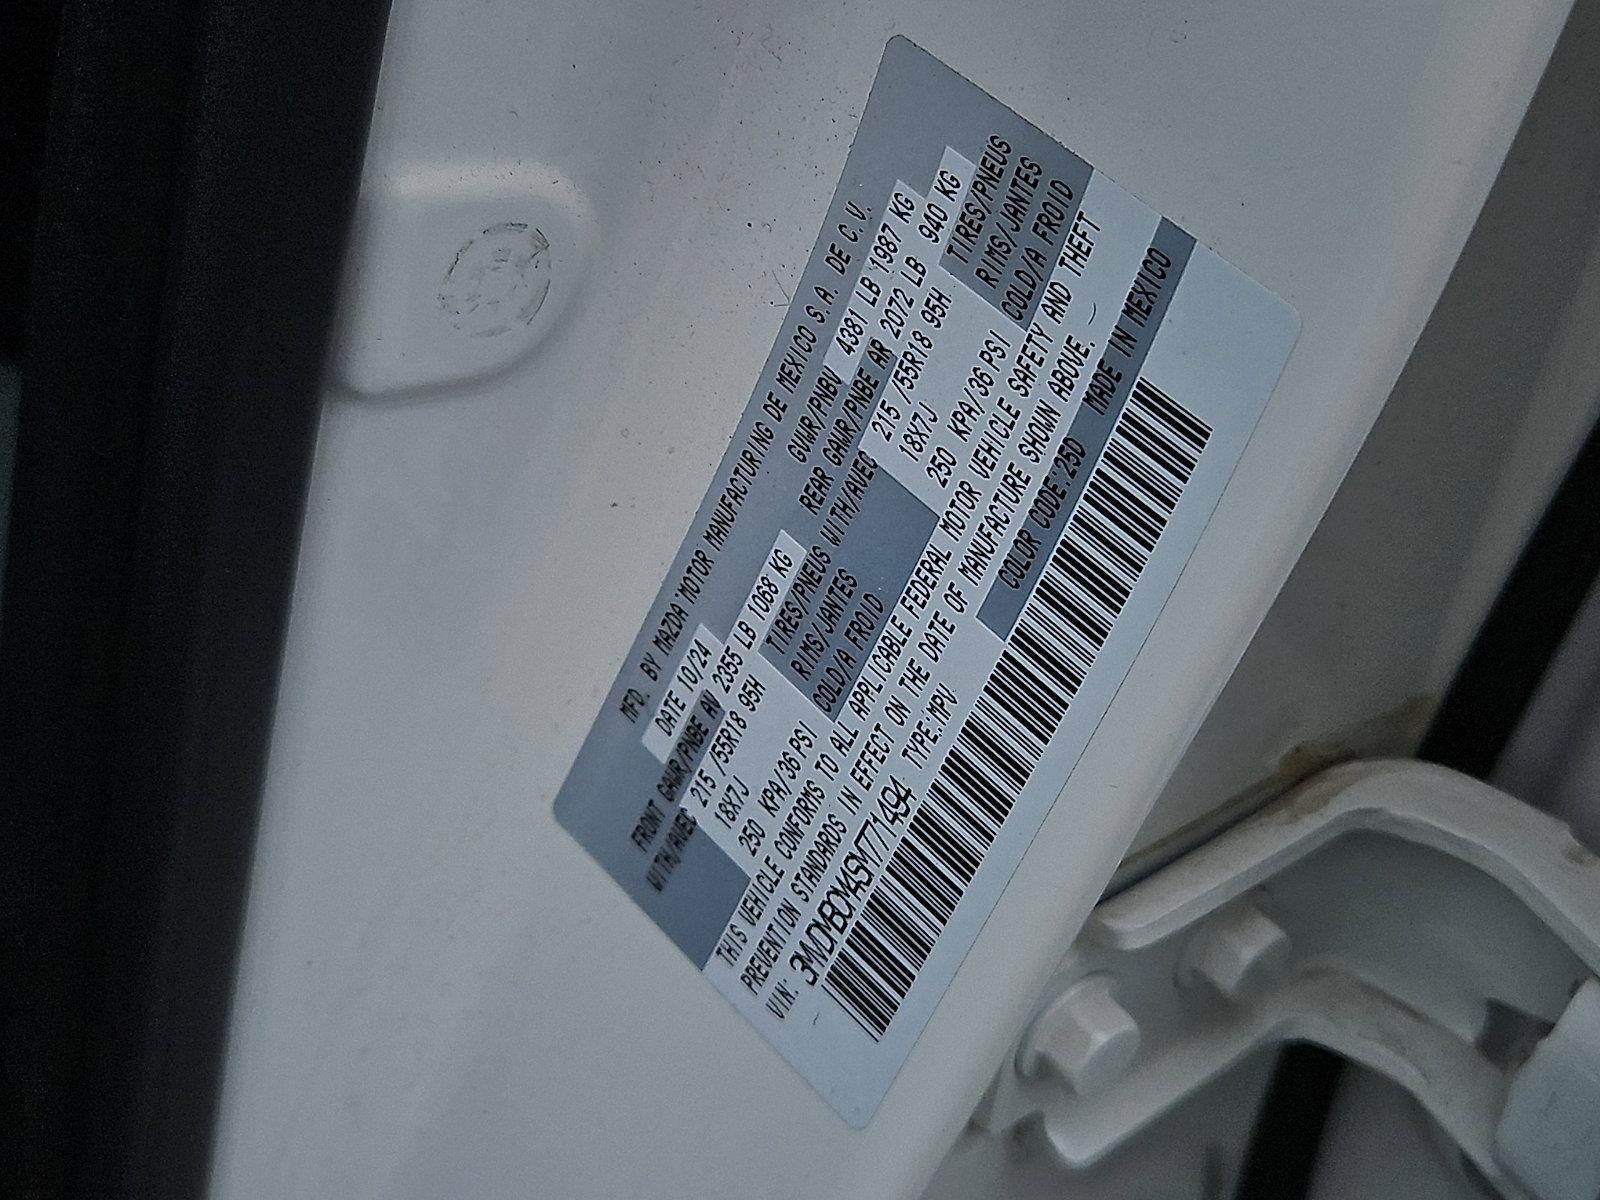 MFD. BY MAZDA MOTOR MANUFACTURING DE MEXICO S.A. DE C.V.
DATE 10/24 GVWR/PNBV 4381 LB 1987 KG
FRONT GAWR/PNBE AV 2355 LB 1068 KG REAR GAWR/PNBE AR 2072 LB 940 KG
WITH/AVEC 215 /55R18 95H TIRES/PNEUS WITH/AVEC 215 /55R18 95H TIRES/PNEUS
18X7J RIMS/JANTES 18X7J RIMS/JANTES
250 KPA/36 PSI COLD/A FROID 250 KPA/36 PSI COLD/A FROID
THIS VEHICLE CONFORMS TO ALL APPLICABLE FEDERAL MOTOR VEHICLE SAFETY AND THEFT
PREVENTION STANDARDS IN EFFECT ON THE DATE OF MANUFACTURE SHOWN ABOVE.
VIN: 3MVDMBDM4SM771494 TYPE:MPV COLOR CODE:25D MADE IN MEXICO